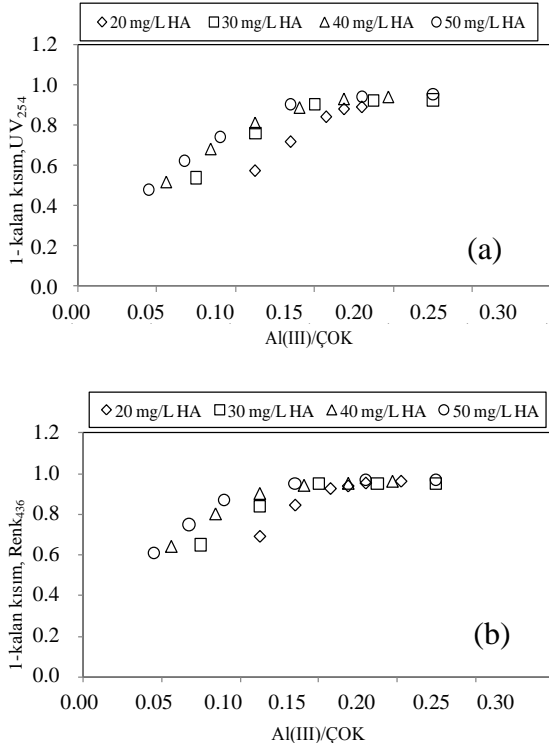 20 mg/L HA 30 mg/L HA 40 mg/L HA 50 mg/L HA
1.2
1.0
0.8
0.6
0.4
0.2
0.0
1- kalan kısım,UV254
(a)
0.00 0.05 0.10 0.15 0.20 0.25 0.30
Al(III)/ÇOK
20 mg/L HA 30 mg/L HA 40 mg/L HA 50 mg/L HA
1.2
1.0
0.8
0.6
0.4
0.2
0.0
1-kalan kısım, Renk436
(b)
0.00 0.05 0.10 0.15 0.20 0.25 0.30
Al(III)/ÇOK